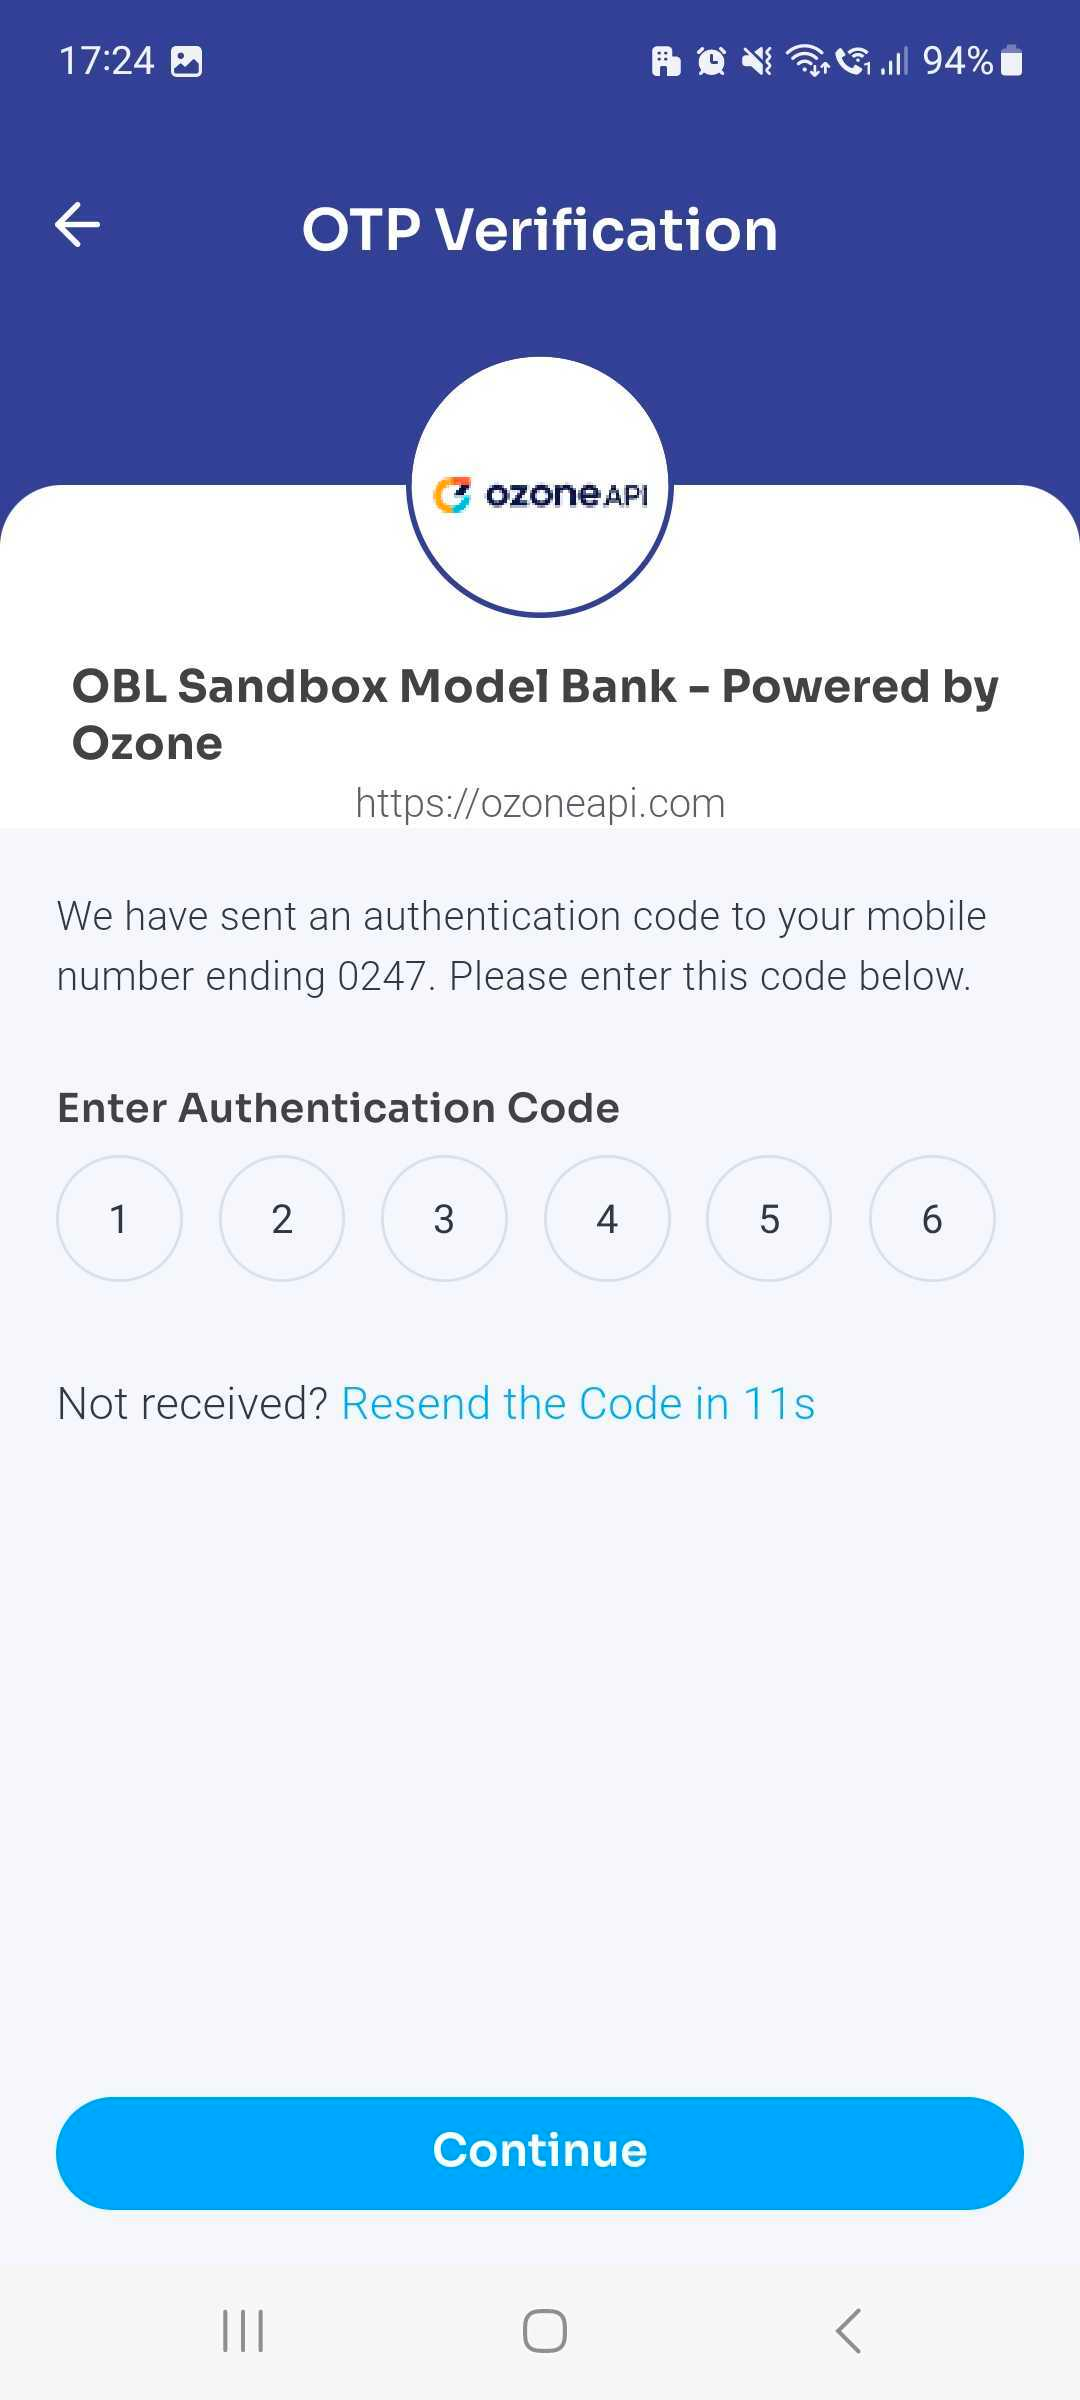 17:24
94%
OTP Verification
ozone API
OBL Sandbox Model Bank - Powered by
Ozone
https://ozoneapi.com
We have sent an authentication code to your mobile
number ending 0247. Please enter this code below.
Enter Authentication Code
1 2 3 4 5 6
Not received? Resend the Code in 11s
Continue